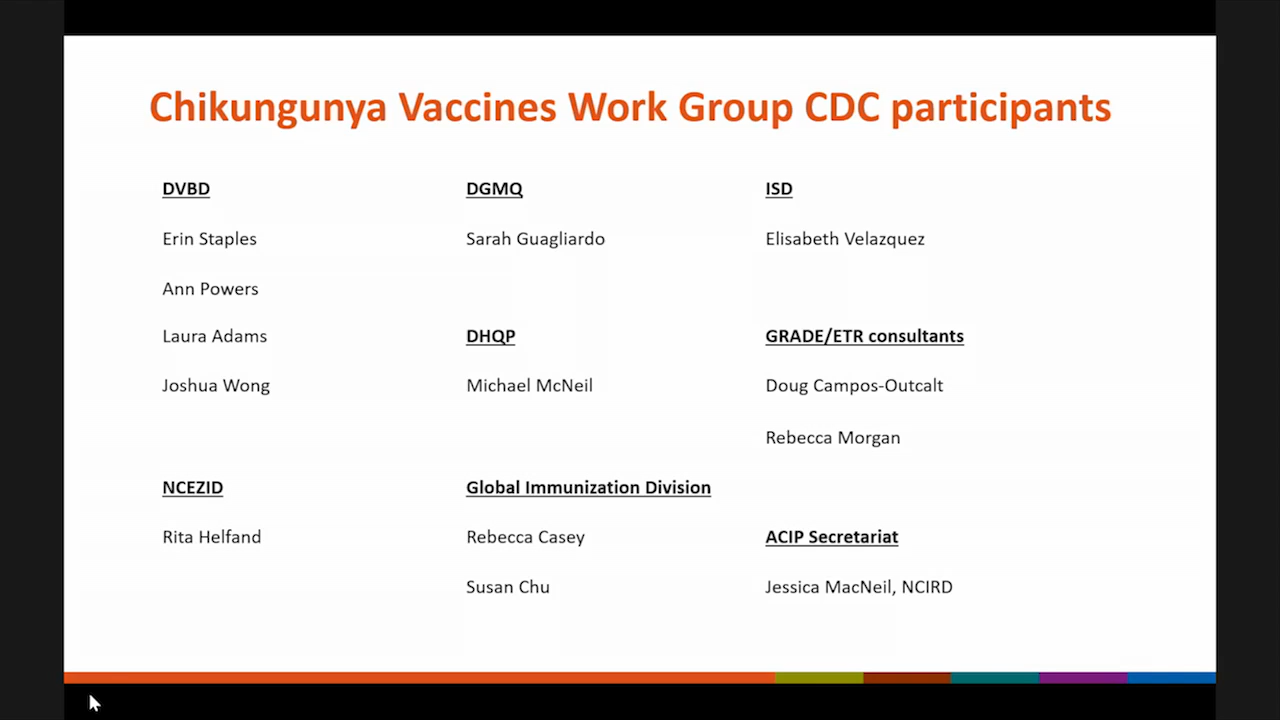 Chikungunya Vaccines Work Group CDC participants
DVBD
Erin Staples
Ann Powers
Laura Adams
Joshua Wong
NCEZID
Rita Helfand
DGMQ
Sarah Guagliardo
DHQP
Michael McNeil
Global Immunization Division
Rebecca Casey
Susan Chu
ISD
Elisabeth Velazquez
GRADE/ETR consultants
Doug Campos-Outcalt
Rebecca Morgan
ACIP Secretariat
Jessica MacNeil, NCIRD